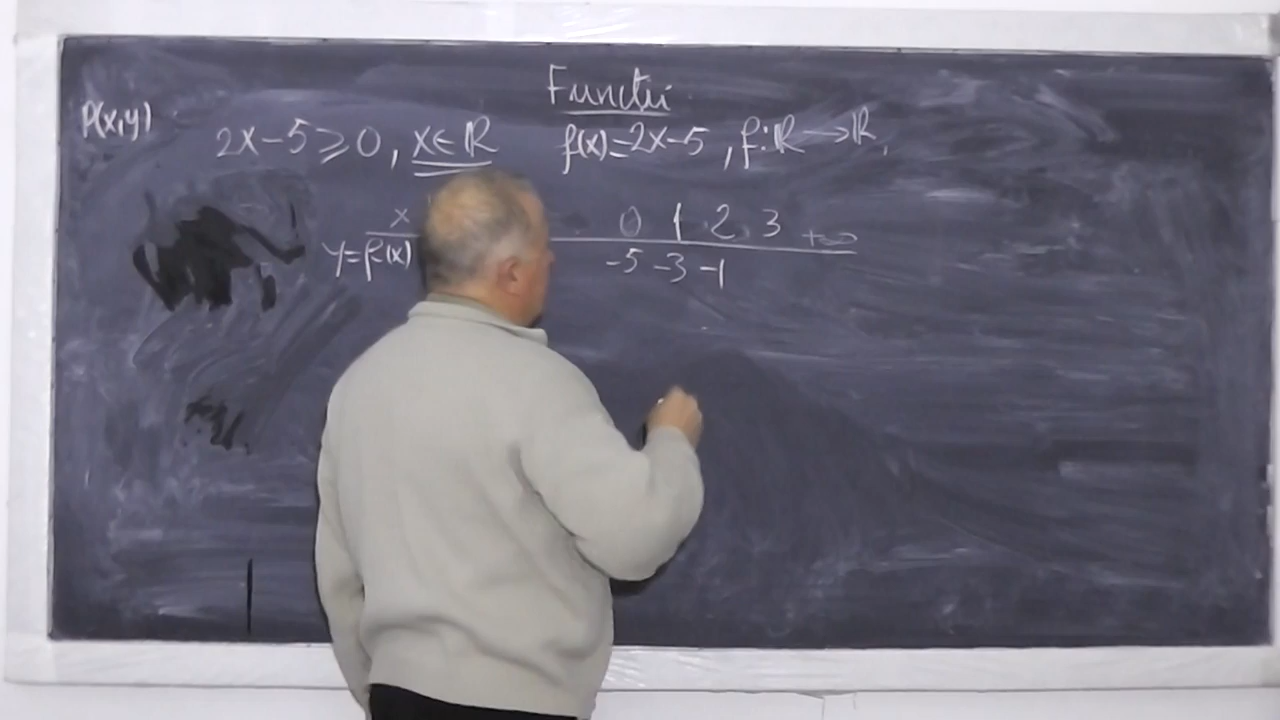 Functii
P(x,y)
2x-5⩾0, x∈ℝ f(x)=2x-5, f:ℝ→ℝ,
x 0 1 2 3 +∞
y=f(x) -5 -3 -1